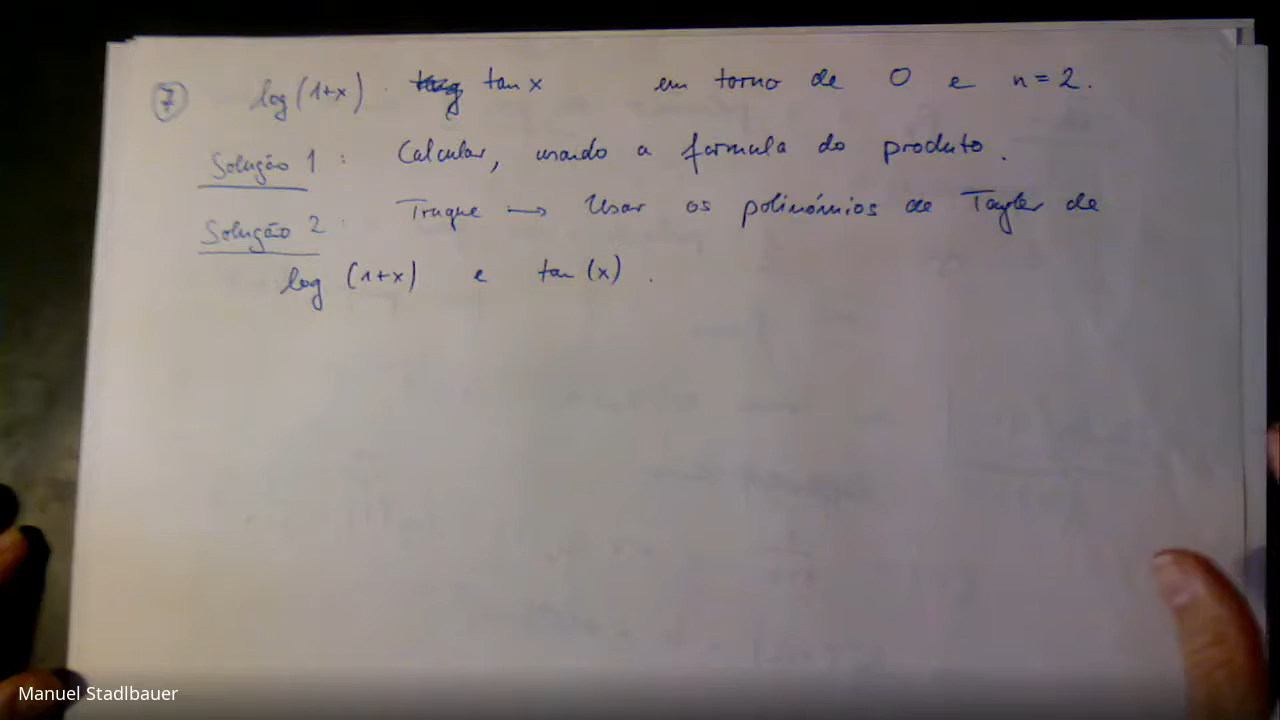 7 log(1+x) · tan x em torno de 0 e n=2.
Solução 1: Calcular, usando a formula do produto.
Solução 2: Truque → Usar os polinómios de Taylor de
log (1+x) e tan (x).
Manuel Stadlbauer